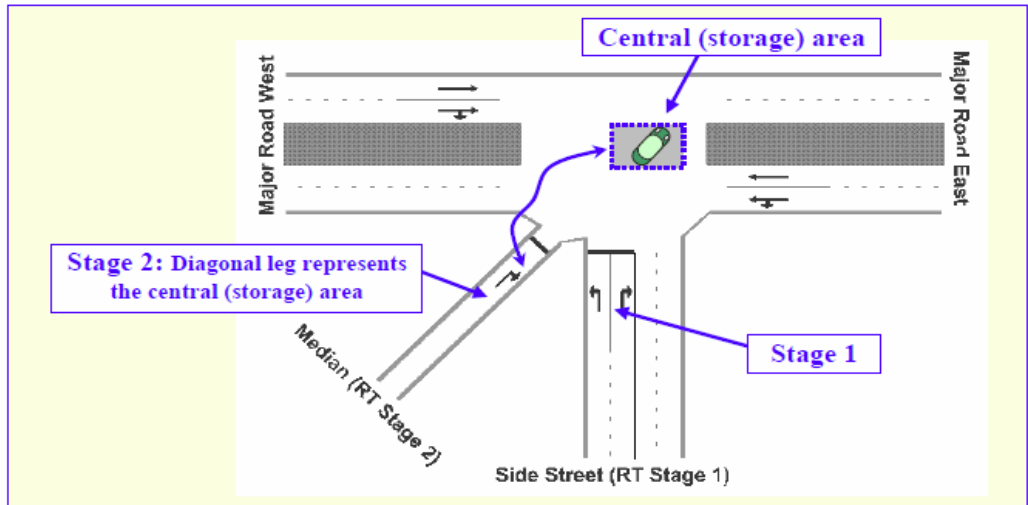 Central (storage) area
Major Road West
Major Road East
Stage 2: Diagonal leg represents
the central (storage) area
Stage 1
Median (RT Stage 2)
Side Street (RT Stage 1)